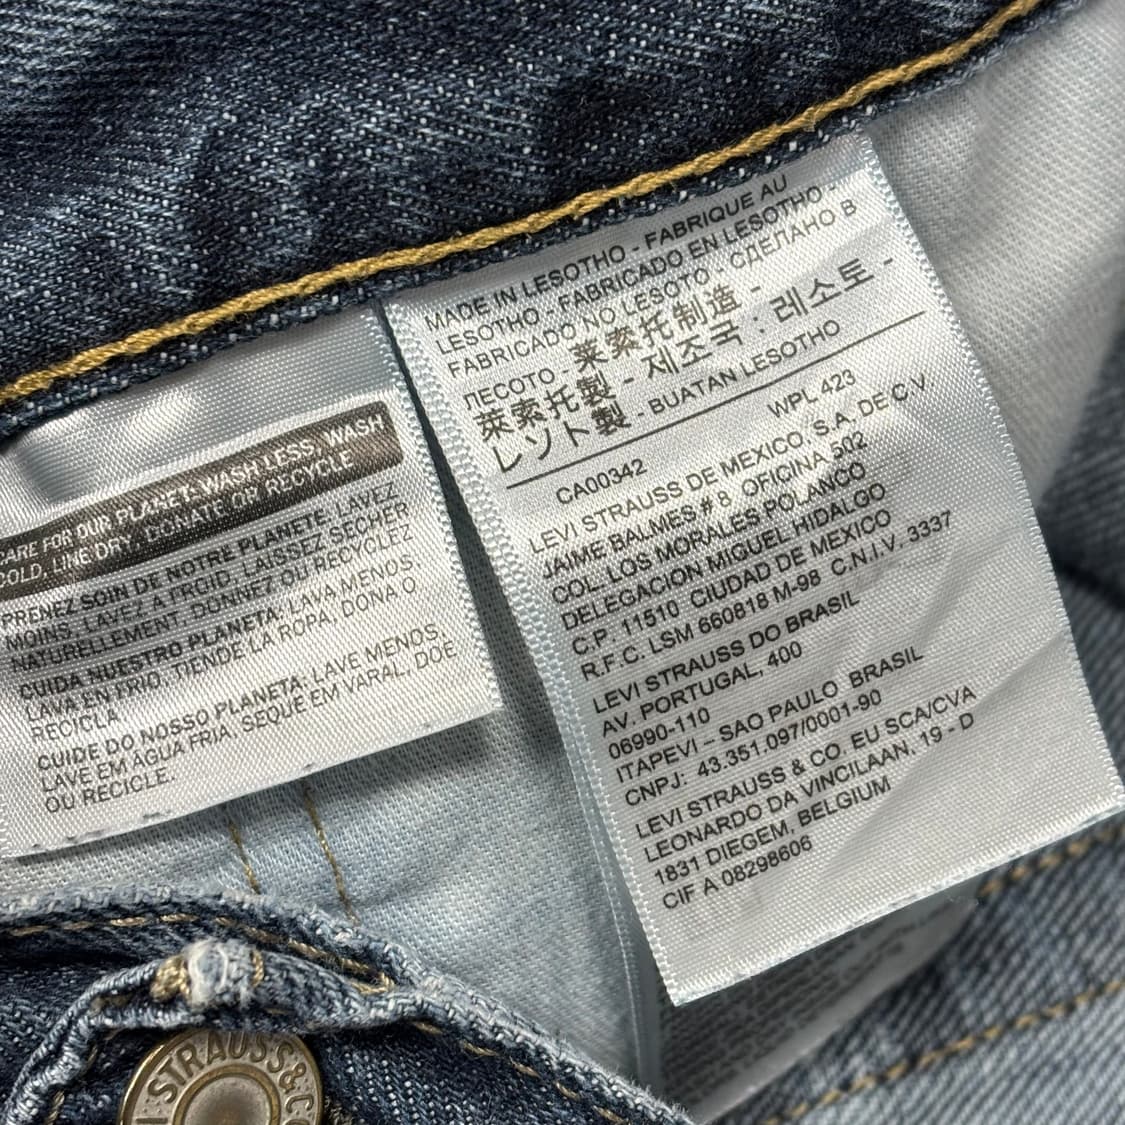 CARE FOR OUR PLANET: WASH LESS, WASH
COLD, LINE DRY, DONATE OR RECYCLE
PRENEZ SOIN DE NOTRE PLANETE: LAVEZ
MOINS, LAVEZ A FROID, LAISSEZ SECHER
NATURELLEMENT, DONNEZ OU RECYCLEZ
CUIDA NUESTRO PLANETA: LAVA MENOS,
LAVA EN FRIO, TIENDE LA ROPA, DONA O
RECICLA.
CUIDE DO NOSSO PLANETA: LAVE MENOS,
LAVE EM ÁGUA FRIA, SEQUE EM VARAL, DOE
OU RECICLE.
MADE IN LESOTHO - FABRIQUE AU
LESOTHO - FABRICADO EN LESOTHO -
FABRICADO NO LESOTO - СДЕЛАНО В
ЛЕСОТО - 莱索托制造 -
萊索托製 - 제조국 : 레소토 -
レソト製 - BUATAN LESOTHO
WPL 423
CA00342
LEVI STRAUSS DE MEXICO, S.A. DE C.V.
JAIME BALMES # 8 OFICINA 502
COL. LOS MORALES POLANCO
DELEGACION MIGUEL HIDALGO
C.P. 11510 CIUDAD DE MEXICO
R.F.C. LSM 660818 M-98 C.N.I.V. 3337
LEVI STRAUSS DO BRASIL
AV. PORTUGAL, 400
06990-110
ITAPEVI – SAO PAULO BRASIL
CNPJ: 43.351.097/0001-90
LEVI STRAUSS & CO. EU SCA/CVA
LEONARDO DA VINCILAAN, 19 - D
1831 DIEGEM, BELGIUM
CIF A 08298606
STRAUSS & CO